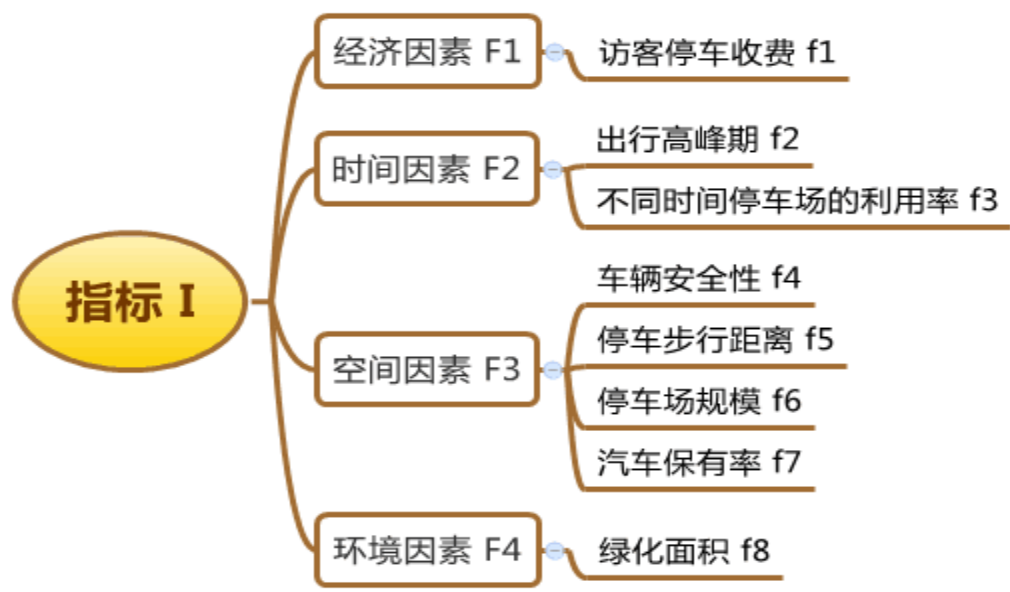 指标 I
经济因素 F1
访客停车收费 f1
时间因素 F2
出行高峰期 f2
不同时间停车场的利用率 f3
空间因素 F3
车辆安全性 f4
停车步行距离 f5
停车场规模 f6
汽车保有率 f7
环境因素 F4
绿化面积 f8